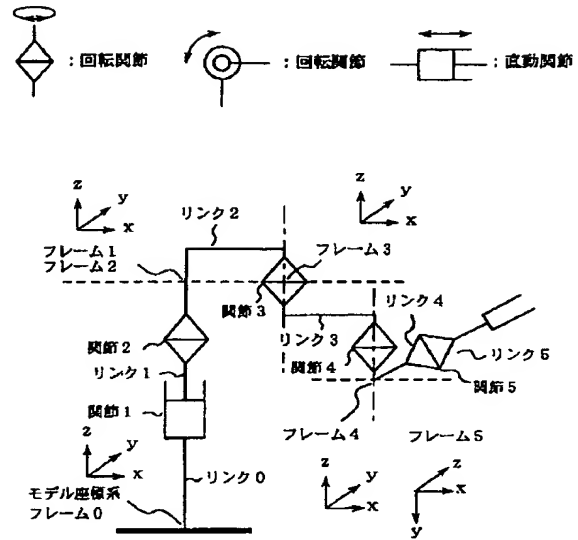 ：回転関節
：回転関節
：直動関節
z
y
x
リンク2
z
y
x
フレーム1
フレーム2
フレーム3
関節3
リンク4
関節2
リンク3
関節4
リンク5
リンク1
関節5
関節1
フレーム4
フレーム5
z
y
x
リンク0
z
y
x
z
x
y
モデル座標系
フレーム0